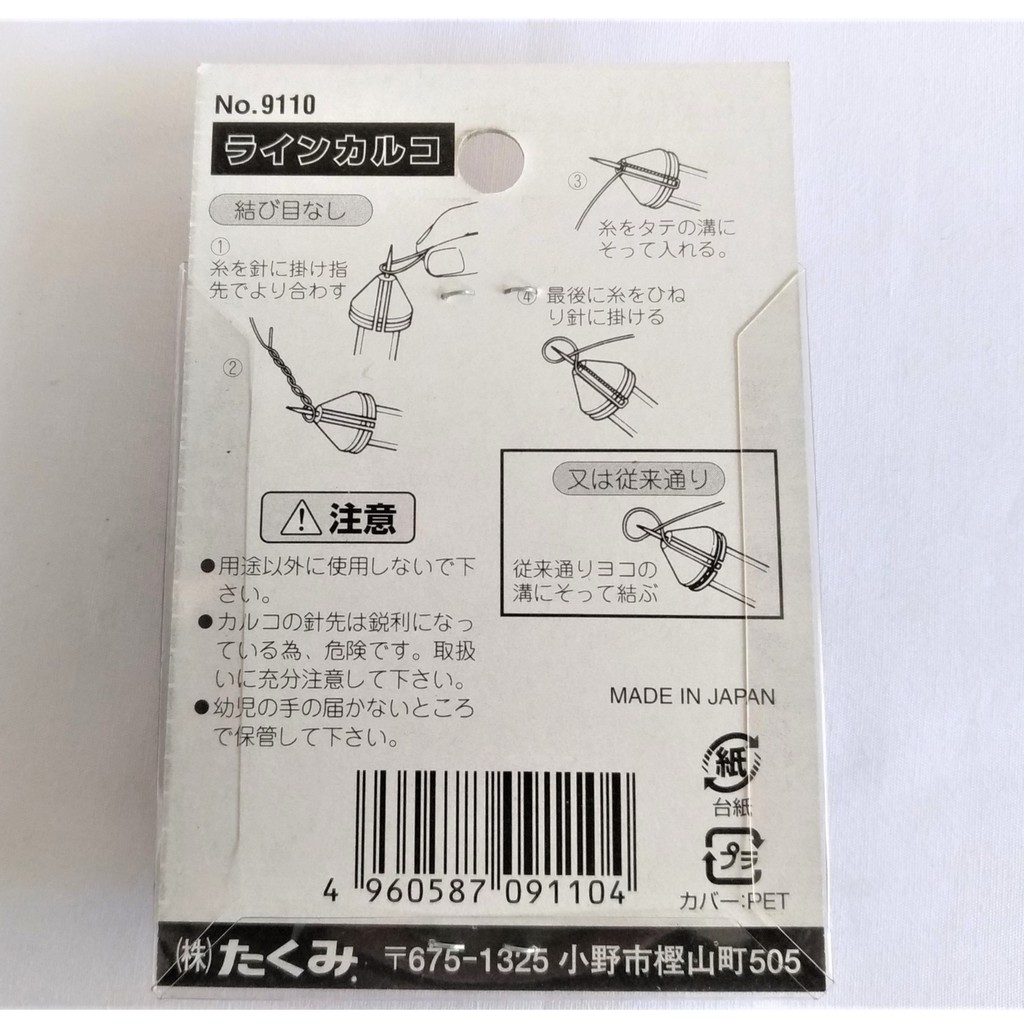 No.9110
ラインカルコ
結び目なし
①
糸を針に掛け指
先でより合わす
②
③
糸をタテの溝に
そって入れる。
④ 最後に糸をひね
り針に掛ける
又は従来通り
従来通りヨコの
溝にそって結ぶ
注意
●用途以外に使用しないで下
さい。
●カルコの針先は鋭利になっ
ている為、危険です。取扱
いに充分注意して下さい。
●幼児の手の届かないところ
で保管して下さい。
MADE IN JAPAN
紙
台紙
プラ
カバー:PET
4 960587 091104
(株)たくみ 〒675-1325 小野市樫山町505